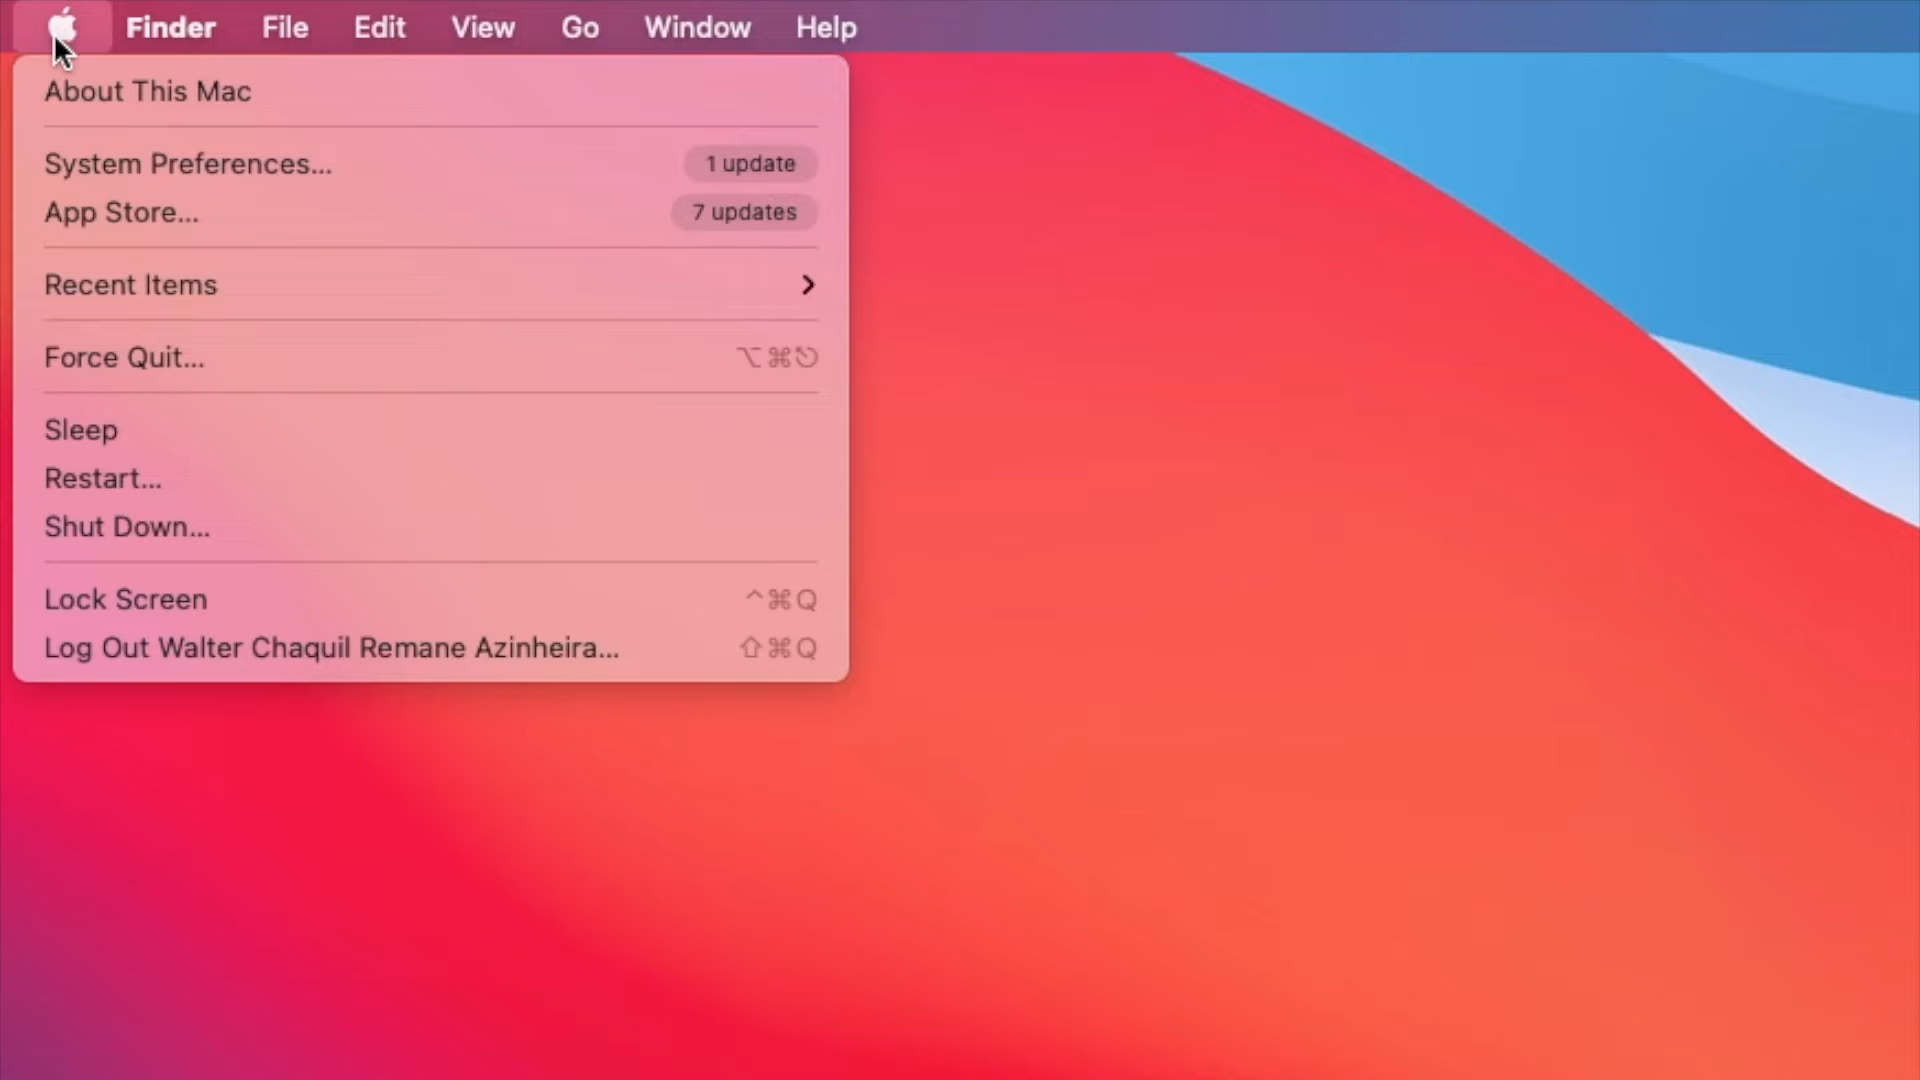 Finder File Edit View Go Window Help
About This Mac
System Preferences... 1 update
App Store... 7 updates
Recent Items
Force Quit... ⌥⌘⎋
Sleep
Restart...
Shut Down...
Lock Screen ^⌘Q
Log Out Walter Chaquil Remane Azinheira... ⇧⌘Q